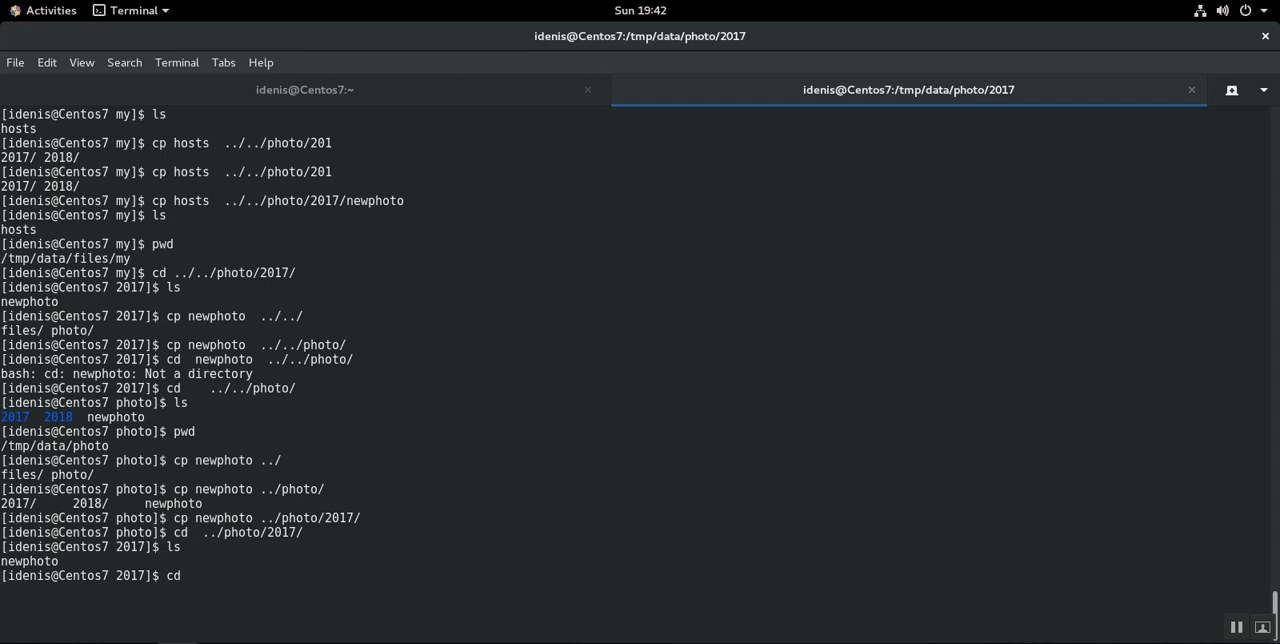 Activities Terminal Sun 19:42
idenis@Centos7:/tmp/data/photo/2017
File Edit View Search Terminal Tabs Help
idenis@Centos7:~ idenis@Centos7:/tmp/data/photo/2017
[idenis@Centos7 my]$ ls
hosts
[idenis@Centos7 my]$ cp hosts  ../../photo/201
2017/ 2018/
[idenis@Centos7 my]$ cp hosts  ../../photo/201
2017/ 2018/
[idenis@Centos7 my]$ cp hosts  ../../photo/2017/newphoto
[idenis@Centos7 my]$ ls
hosts
[idenis@Centos7 my]$ pwd
/tmp/data/files/my
[idenis@Centos7 my]$ cd ../../photo/2017/
[idenis@Centos7 2017]$ ls
newphoto
[idenis@Centos7 2017]$ cp newphoto  ../../
files/ photo/
[idenis@Centos7 2017]$ cp newphoto  ../../photo/
[idenis@Centos7 2017]$ cd  newphoto  ../../photo/
bash: cd: newphoto: Not a directory
[idenis@Centos7 2017]$ cd    ../../photo/
[idenis@Centos7 photo]$ ls
2017  2018  newphoto
[idenis@Centos7 photo]$ pwd
/tmp/data/photo
[idenis@Centos7 photo]$ cp newphoto ../
files/ photo/
[idenis@Centos7 photo]$ cp newphoto ../photo/
2017/     2018/     newphoto
[idenis@Centos7 photo]$ cp newphoto ../photo/2017/
[idenis@Centos7 photo]$ cd  ../photo/2017/
[idenis@Centos7 2017]$ ls
newphoto
[idenis@Centos7 2017]$ cd